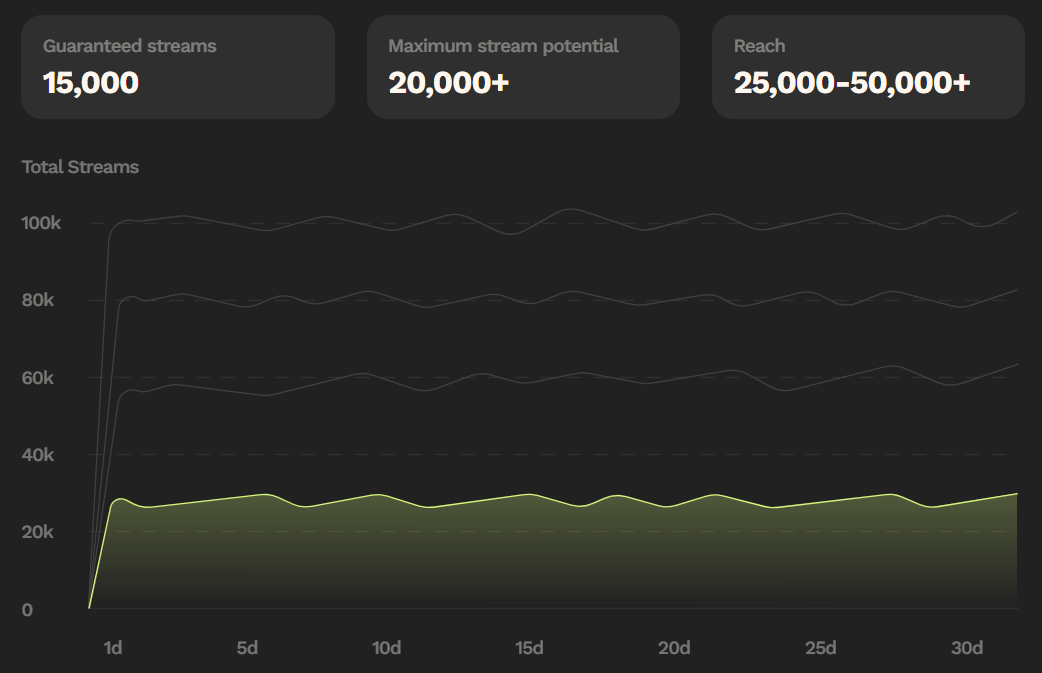 Guaranteed streams
15,000
Maximum stream potential
20,000+
Reach
25,000-50,000+
Total Streams
100k
80k
60k
40k
20k
0
1d 5d 10d 15d 20d 25d 30d